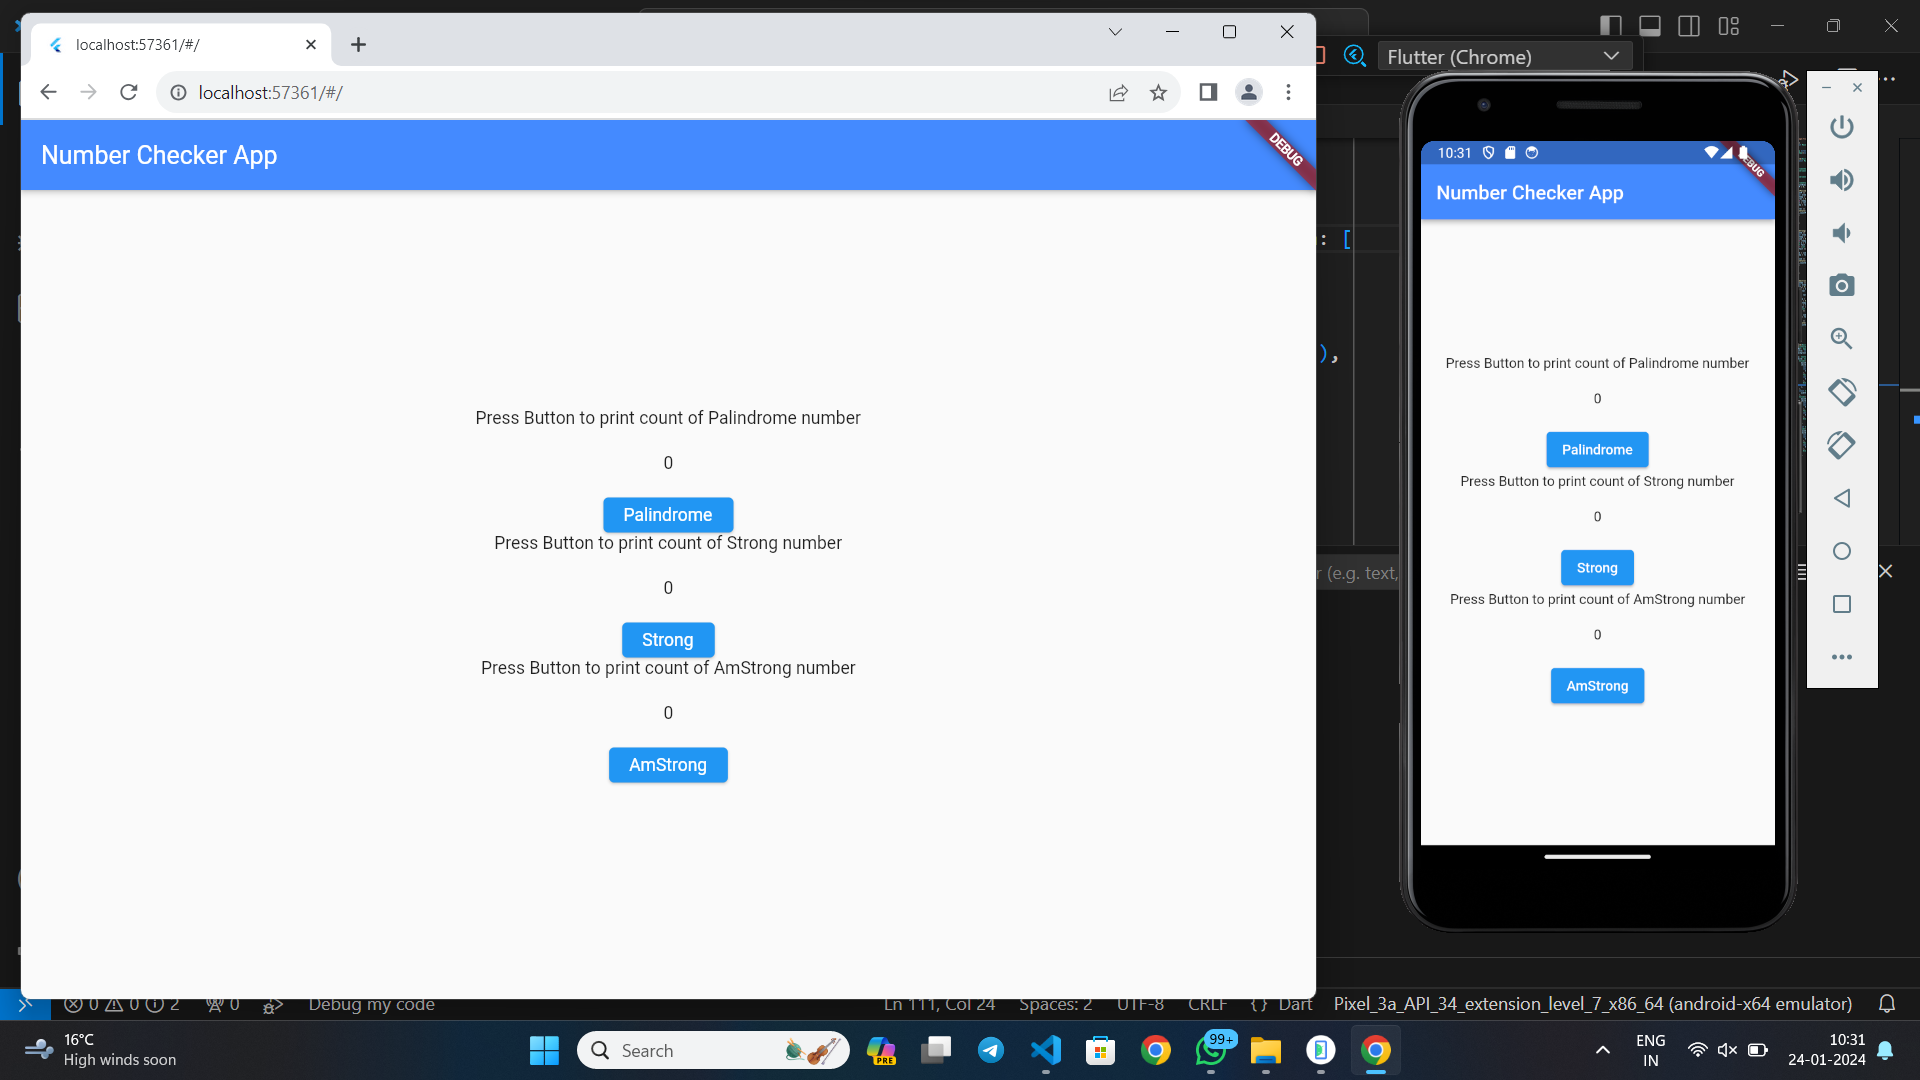 localhost:57361/#/
Flutter (Chrome)
localhost:57361/#/
Number Checker App
DEBUG
Press Button to print count of Palindrome number
0
Palindrome
Press Button to print count of Strong number
0
Strong
Press Button to print count of AmStrong number
0
AmStrong
: [
),
r (e.g. text,
10:31
DEBUG
Number Checker App
Press Button to print count of Palindrome number
0
Palindrome
Press Button to print count of Strong number
0
Strong
Press Button to print count of AmStrong number
0
AmStrong
0 0 2 0 Debug my code Ln 111, Col 24 Spaces: 2 UTF-8 CRLF {} Dart Pixel_3a_API_34_extension_level_7_x86_64 (android-x64 emulator)
16°C
High winds soon
Search
PRE
99+
ENG
IN
10:31
24-01-2024